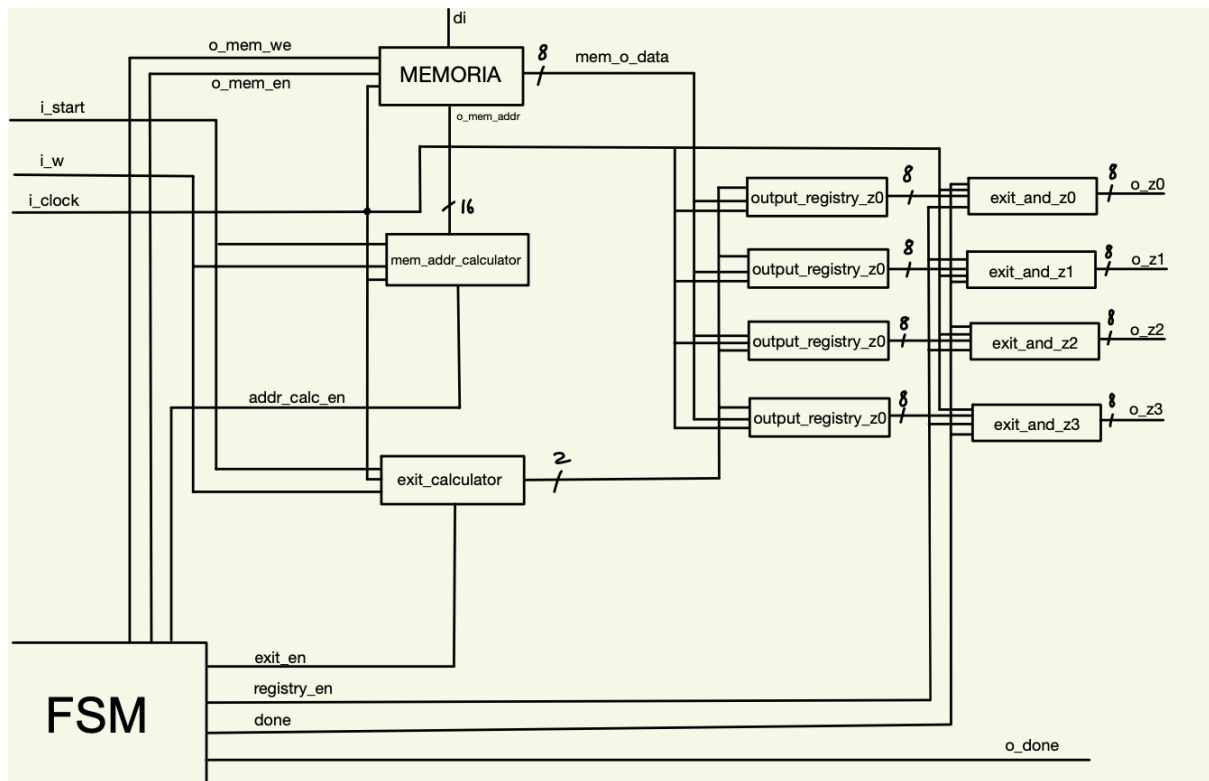 di
o_mem_we
8
mem_o_data
MEMORIA
o_mem_en
i_start
o_mem_addr
i_w
i_clock
16
8
output_registry_z0
exit_and_z0
8
o_z0
mem_addr_calculator
8
output_registry_z0
exit_and_z1
8
o_z1
8
output_registry_z0
exit_and_z2
8
o_z2
addr_calc_en
8
output_registry_z0
exit_and_z3
8
o_z3
exit_calculator
2
exit_en
registry_en
FSM
done
o_done